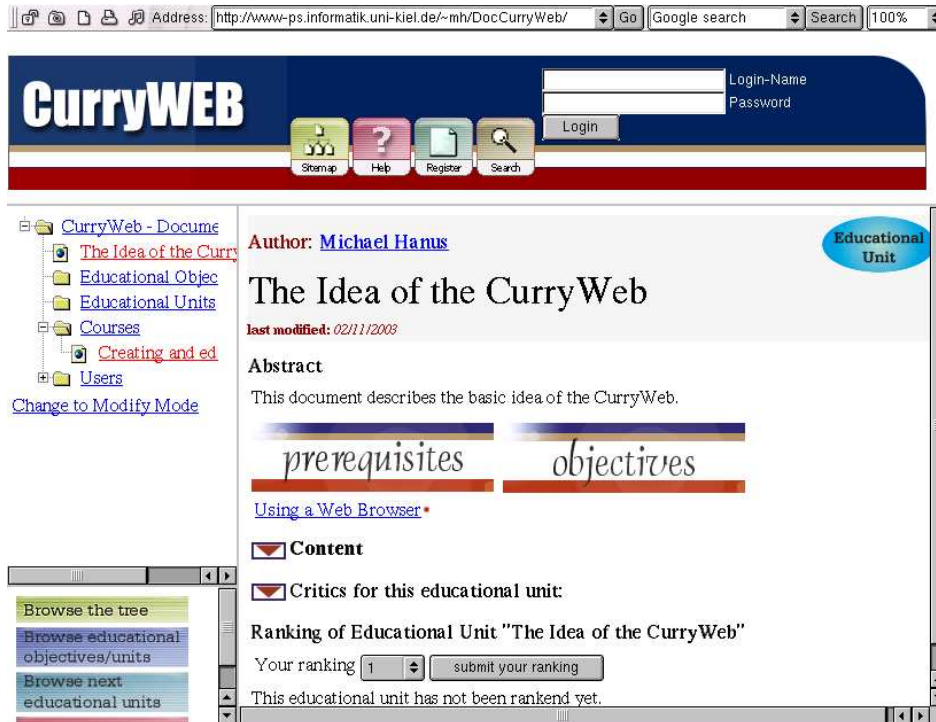 Address: http://www-ps.informatik.uni-kiel.de/~mh/DocCurryWeb/ Go Google search Search 100%
CurryWEB
Login-Name
Password
Login
Sitemap Help Register Search
CurryWeb - Docume
The Idea of the Curry
Educational Objec
Educational Units
Courses
Creating and ed
Users
Change to Modify Mode
Browse the tree
Browse educational
objectives/units
Browse next
educational units
Author: Michael Hanus
Educational
Unit
The Idea of the CurryWeb
last modified: 02/11/2003
Abstract
This document describes the basic idea of the CurryWeb.
prerequisites objectives
Using a Web Browser
Content
Critics for this educational unit:
Ranking of Educational Unit "The Idea of the CurryWeb"
Your ranking 1 submit your ranking
This educational unit has not been rankend yet.